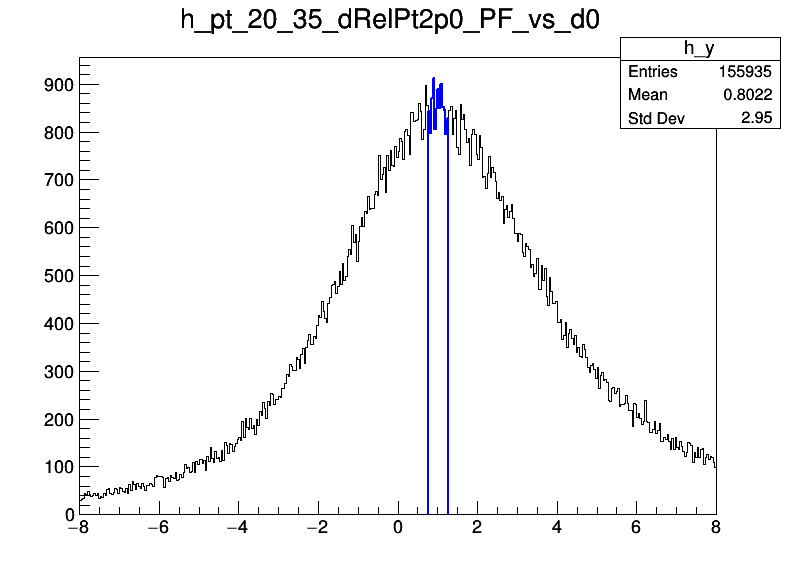 h_pt_20_35_dRelPt2p0_PF_vs_d0
h_y
Entries 155935
Mean 0.8022
Std Dev 2.95
900
800
700
600
500
400
300
200
100
0
−8 −6 −4 −2 0 2 4 6 8